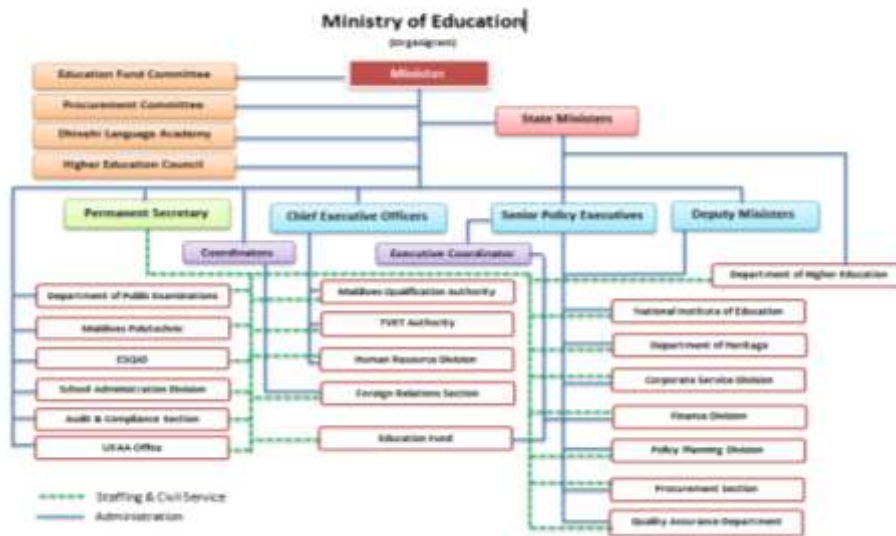 Ministry of Education
(Organigram)
Minister
Education Fund Committee
Procurement Committee
Dhivehi Language Academy
Higher Education Council
State Ministers
Permanent Secretary
Chief Executive Officers
Senior Policy Executives
Deputy Ministers
Coordinators
Executive Coordinator
Department of Higher Education
Department of Public Examinations
Maldives Polytechnic
ESQID
School Administration Division
Audit & Compliance Section
Maldives Qualification Authority
TVET Authority
Human Resource Division
Foreign Relations Section
Education Fund
National Institute of Education
Department of Heritage
Corporate Service Division
Finance Division
Policy Planning Division
Procurement Section
Quality Assurance Department
Staffing & Civil Service
Administration